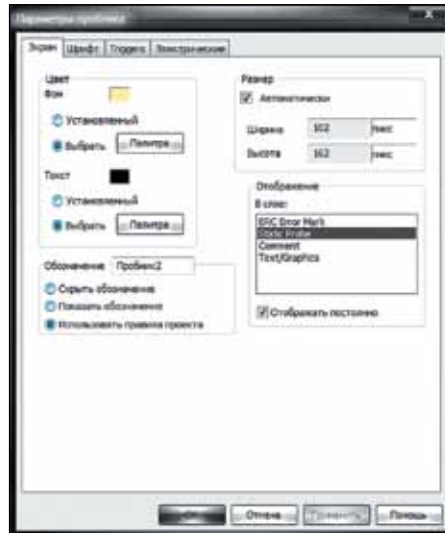 Параметры пробника
Экран Шрифт Triggers Электрические
Цвет
Фон
Установленный
Выбрать Палитра
Текст
Установленный
Выбрать Палитра
Обозначение Пробник2
Скрыть обозначение
Показать обозначение
Использовать правила проекта
Размер
Автоматически
Ширина 102 пикс
Высота 162 пикс
Отображение
В слое:
ERC Error Mark
Static Probe
Comment
Text/Graphics
Отображать постоянно
OK Отмена Применить Помощь